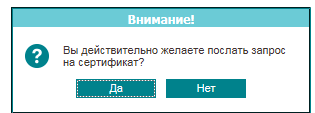 Внимание!
Вы действительно желаете послать запрос
на сертификат?
Да
Нет